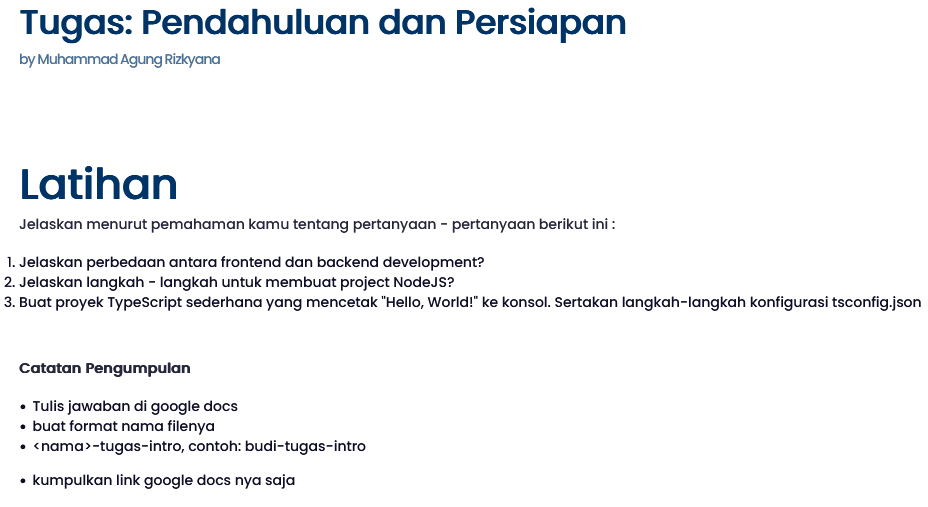 Tugas: Pendahuluan dan Persiapan
by Muhammad Agung Rizkyana
Latihan
Jelaskan menurut pemahaman kamu tentang pertanyaan - pertanyaan berikut ini :
1. Jelaskan perbedaan antara frontend dan backend development?
2. Jelaskan langkah - langkah untuk membuat project NodeJS?
3. Buat proyek TypeScript sederhana yang mencetak "Hello, World!" ke konsol. Sertakan langkah-langkah konfigurasi tsconfig.json
Catatan Pengumpulan
• Tulis jawaban di google docs
• buat format nama filenya
• <nama>-tugas-intro, contoh: budi-tugas-intro
• kumpulkan link google docs nya saja